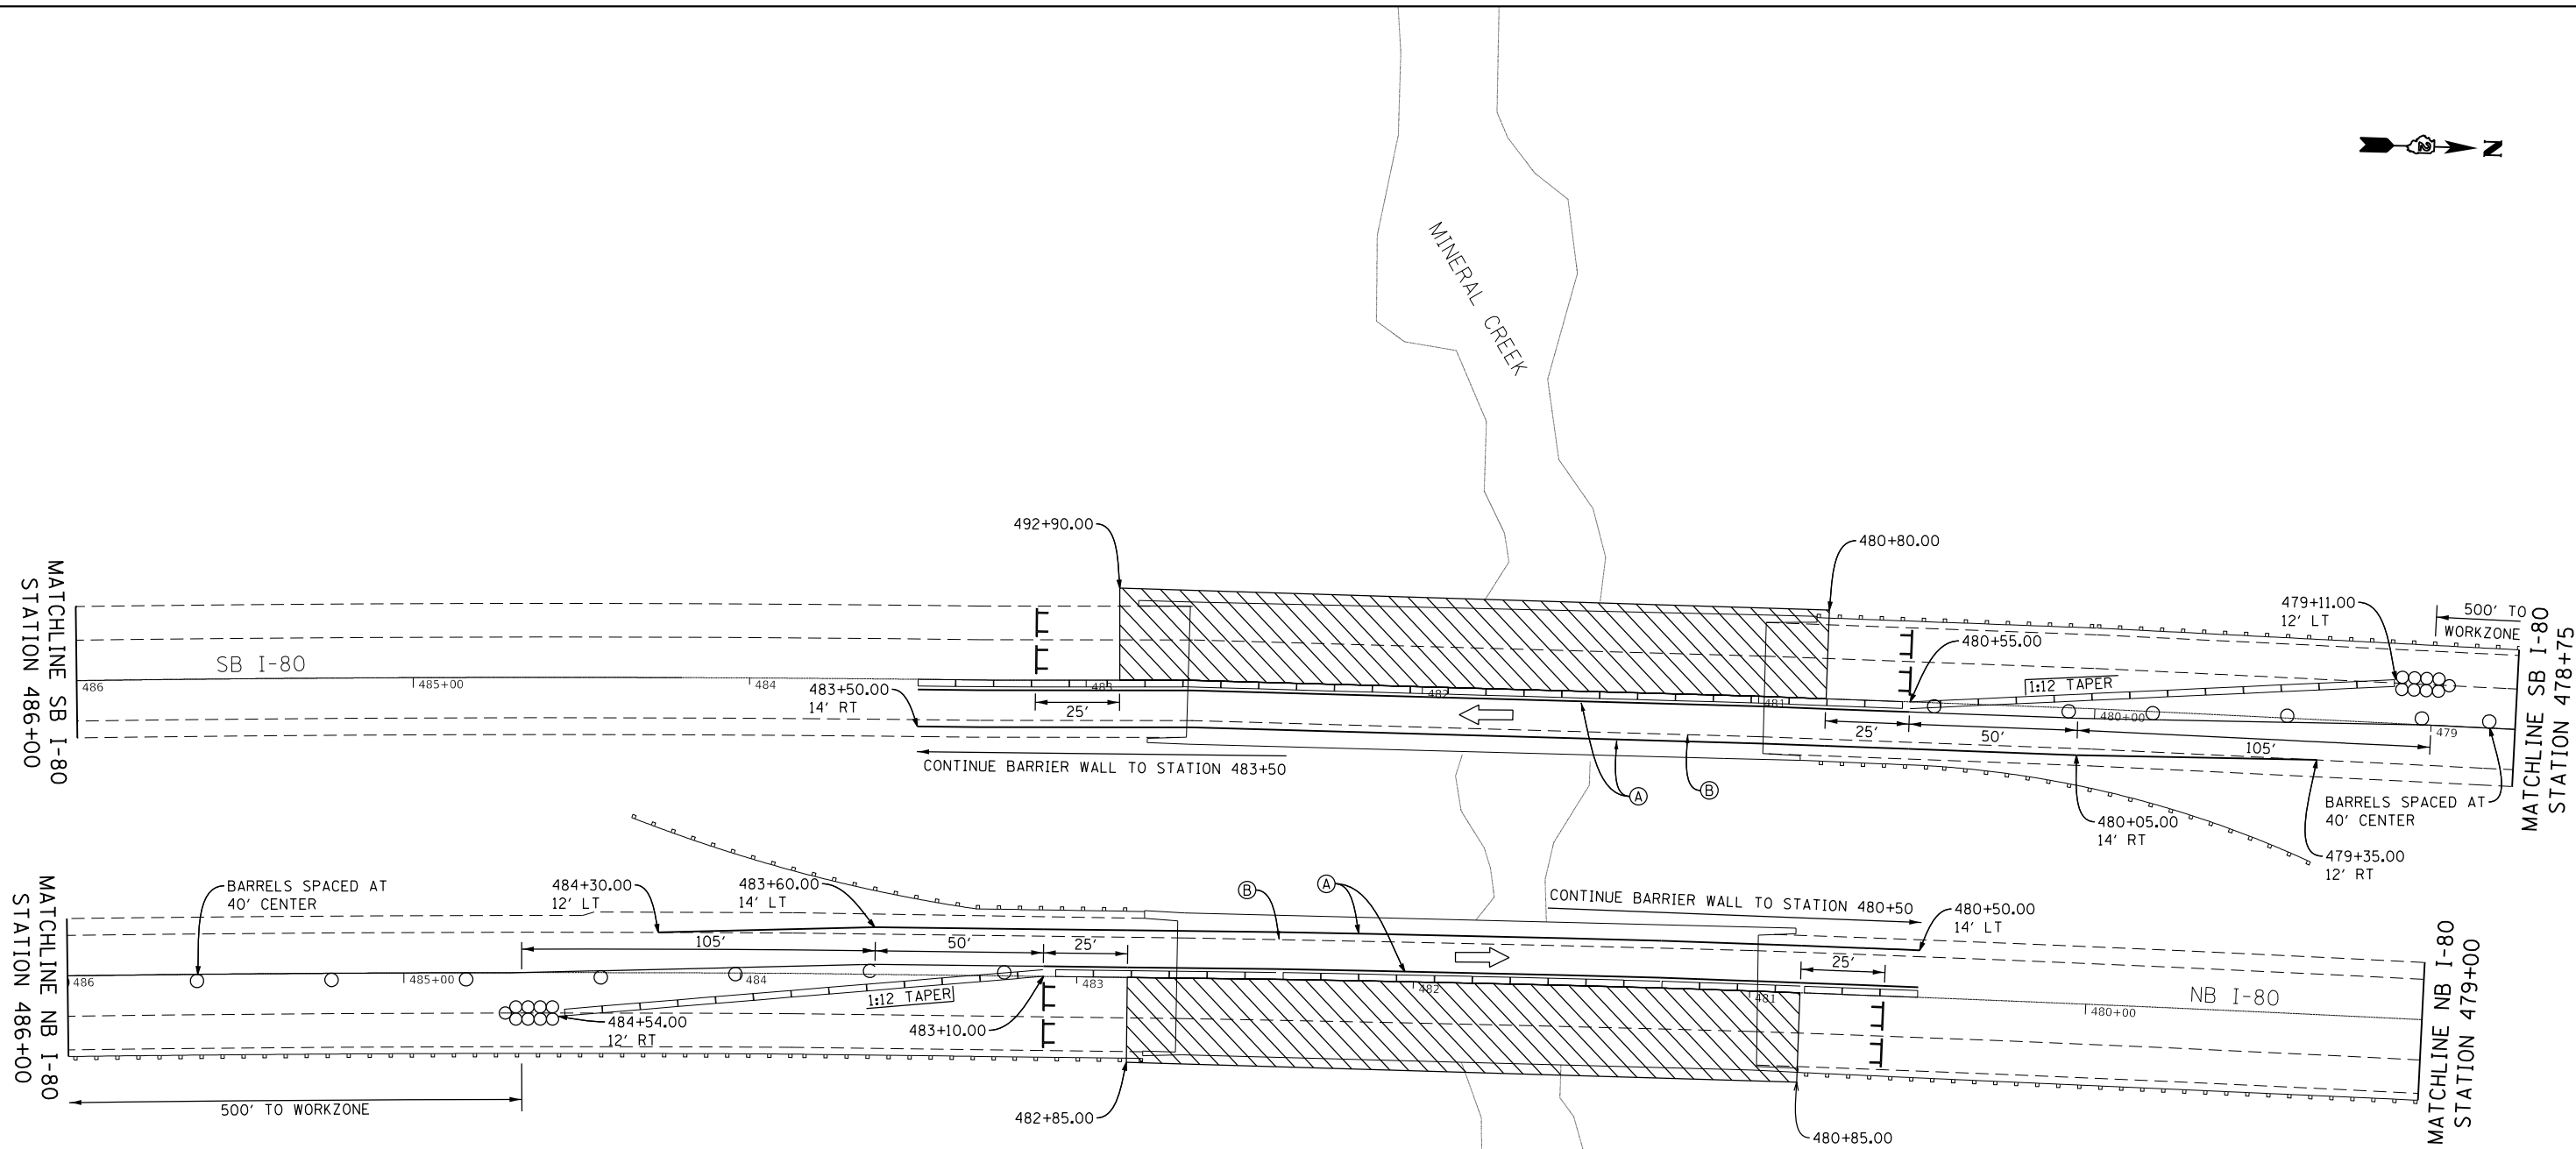 N
2
MINERAL CREEK
492+90.00
480+80.00
479+11.00
12' LT
500' TO
WORKZONE
480+55.00
MATCHLINE SB I-80
STATION 486+00
SB I-80
486
485+00
484
483
482
481
480+00
479
483+50.00
14' RT
25'
1:12 TAPER
25'
50'
105'
CONTINUE BARRIER WALL TO STATION 483+50
A
B
480+05.00
14' RT
BARRELS SPACED AT
40' CENTER
479+35.00
12' RT
MATCHLINE SB I-80
STATION 478+75
MATCHLINE NB I-80
STATION 486+00
BARRELS SPACED AT
40' CENTER
484+30.00
12' LT
483+60.00
14' LT
B
A
CONTINUE BARRIER WALL TO STATION 480+50
480+50.00
14' LT
105'
50'
25'
25'
486
485+00
484
483
482
481
480+00
NB I-80
1:12 TAPER
484+54.00
12' RT
483+10.00
500' TO WORKZONE
482+85.00
480+85.00
MATCHLINE NB I-80
STATION 479+00